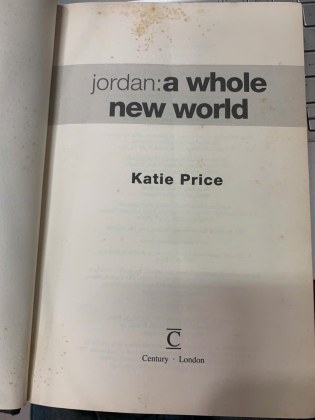 jordan:a whole
new world
Katie Price
C
Century · London